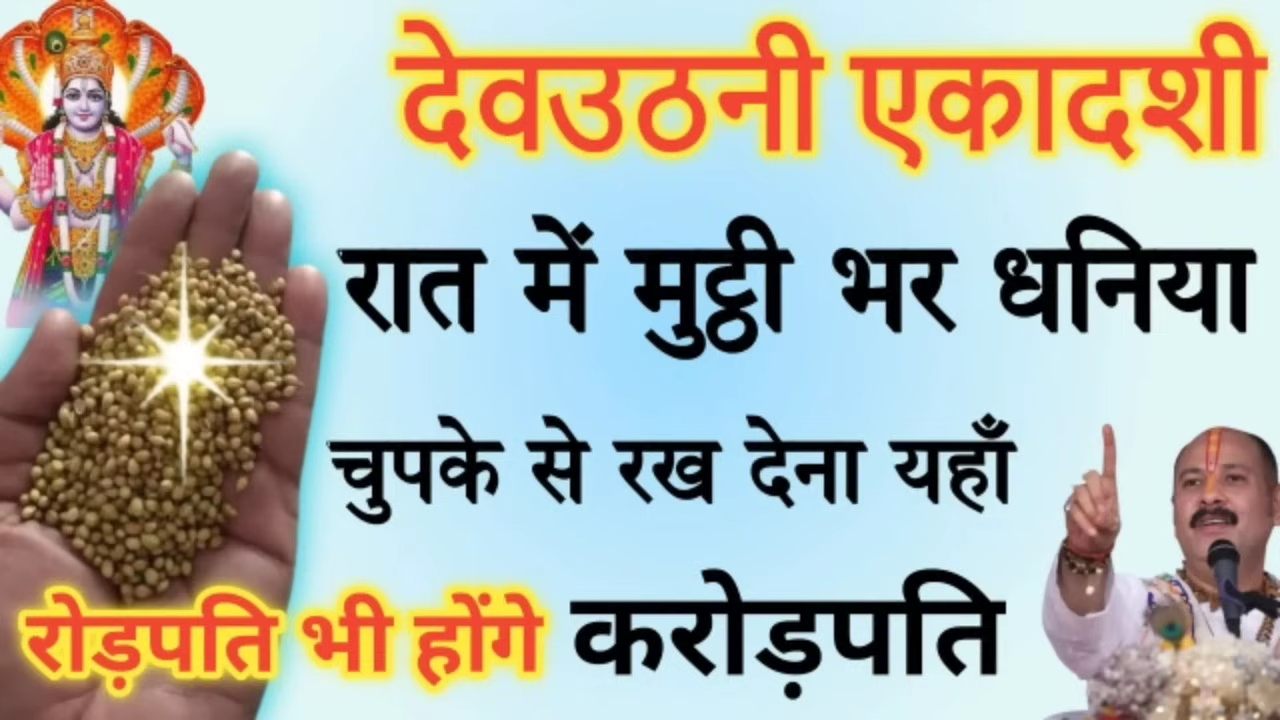 देवउठनी एकादशी
रात में मुट्ठी भर धनिया
चुपके से रख देना यहाँ
रोड़पति भी होंगे करोड़पति